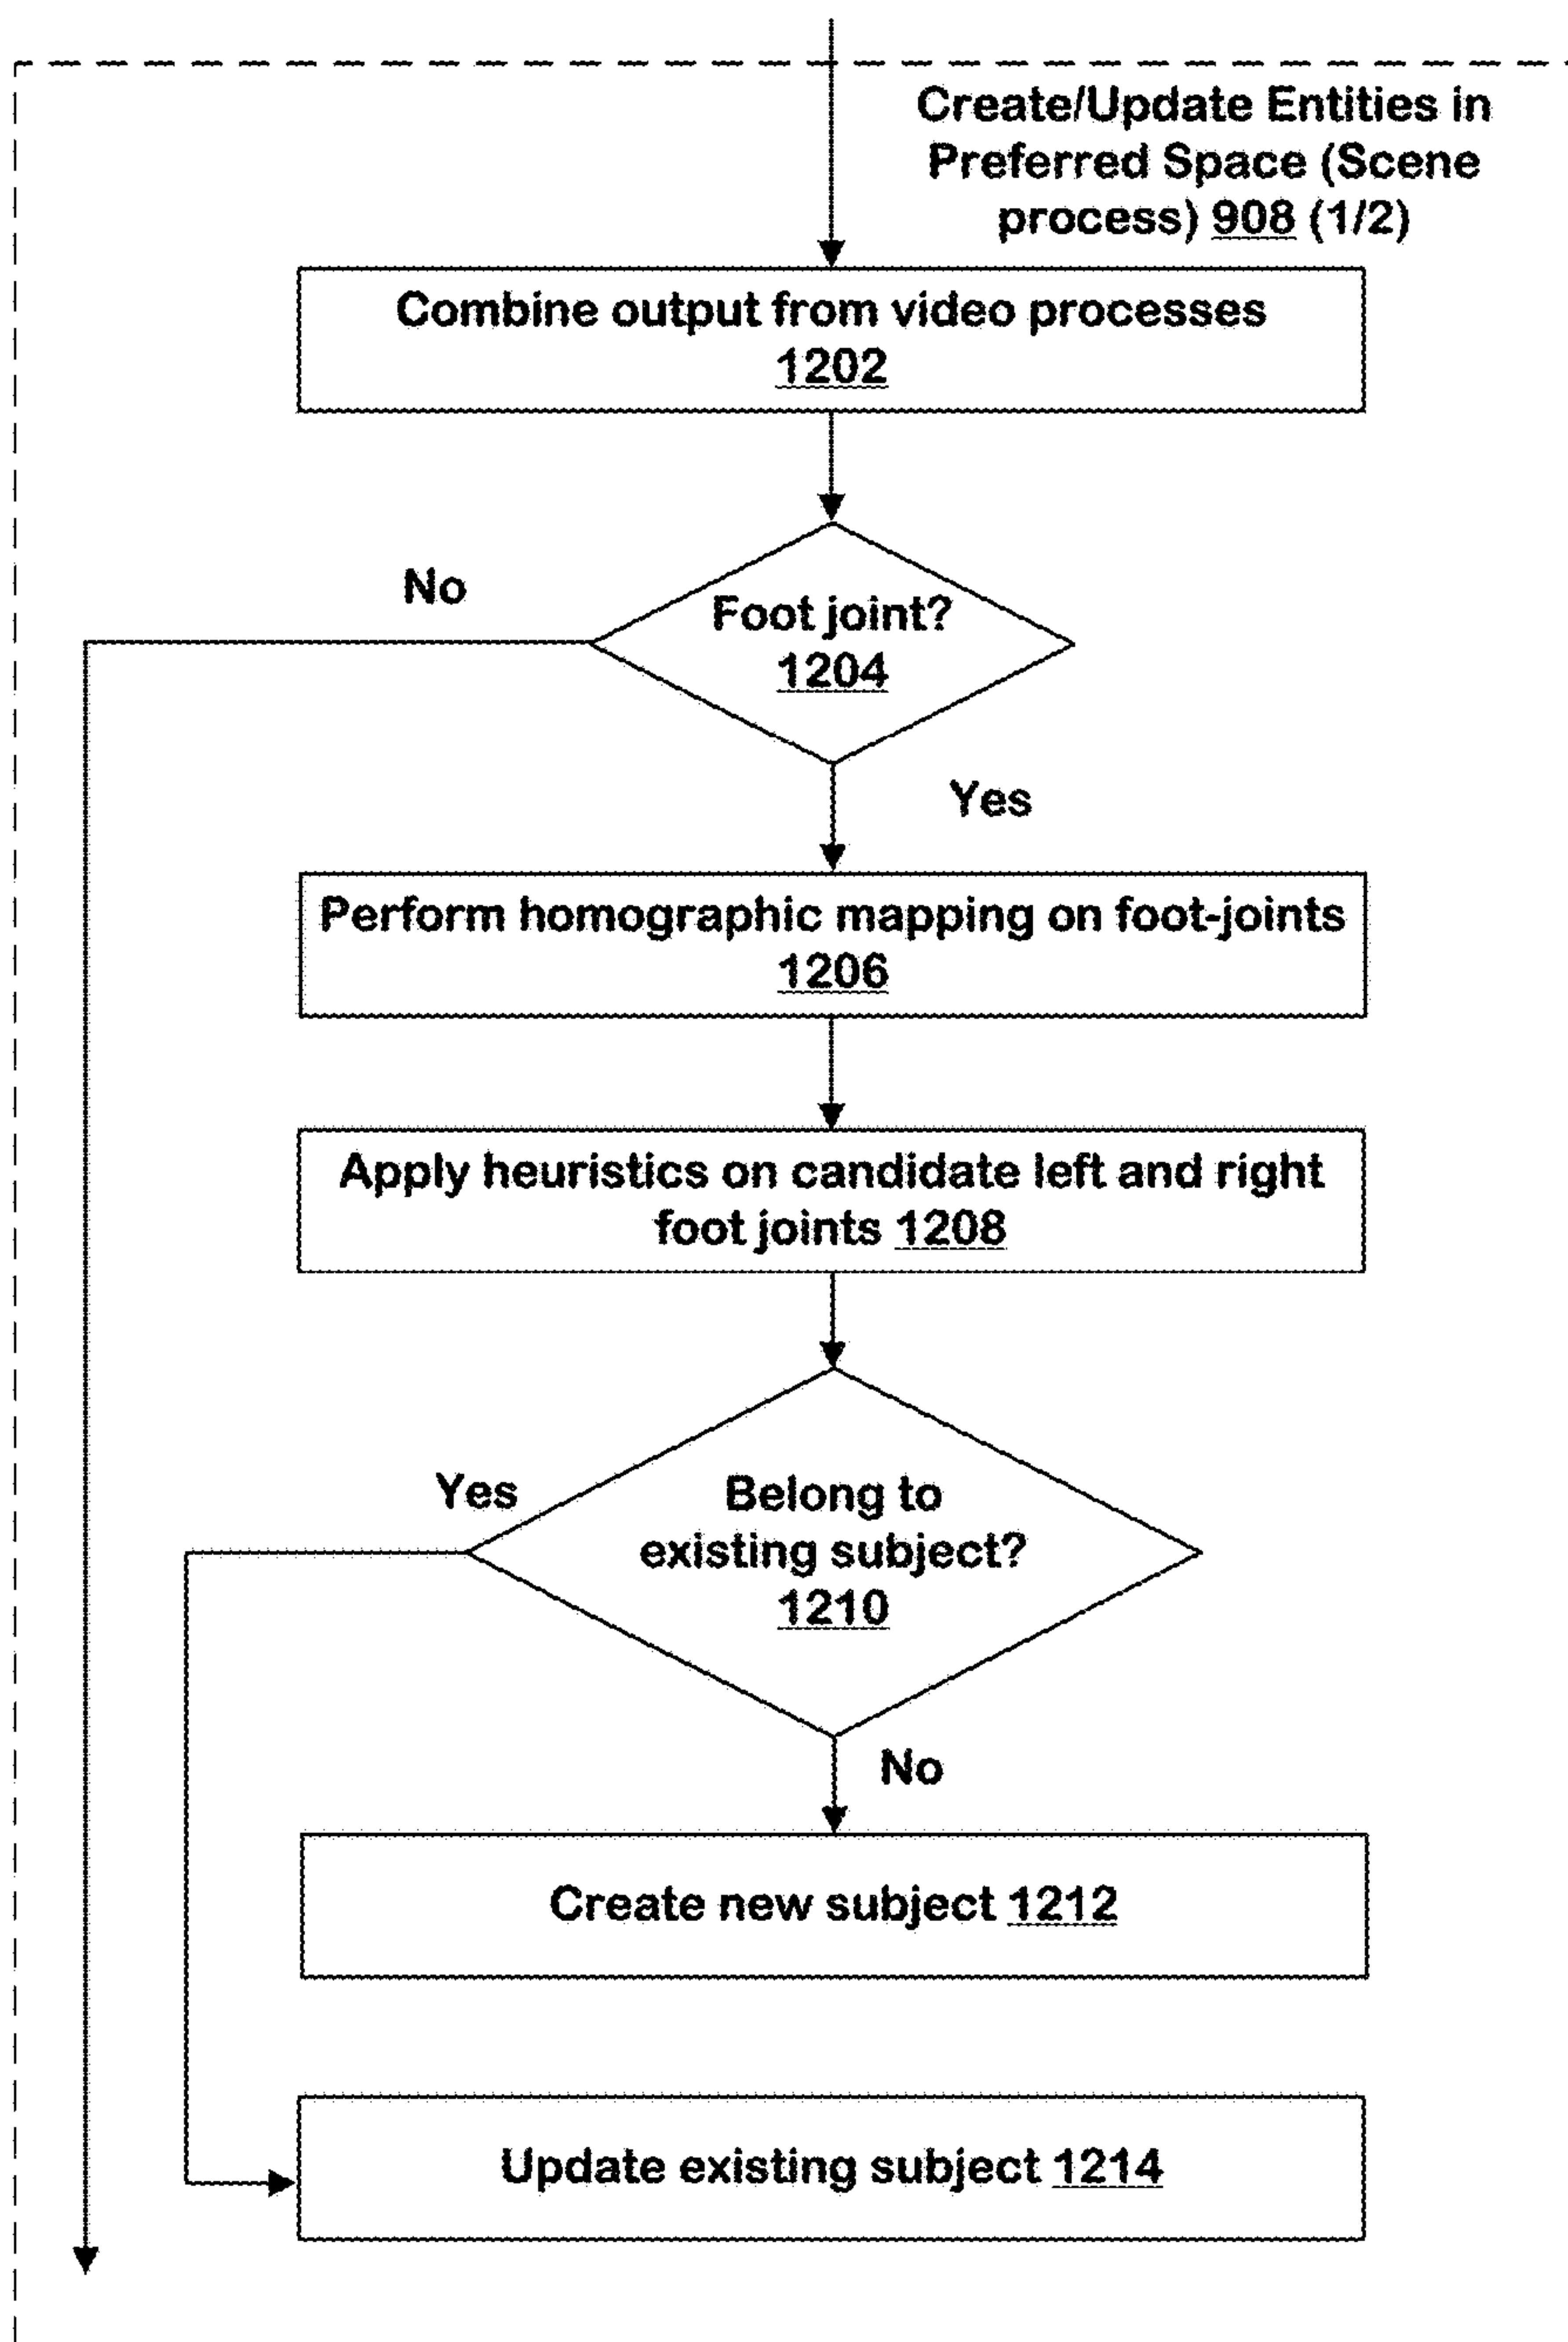 Create/Update Entities in
Preferred Space (Scene
process) 908 (1/2)
Combine output from video processes
1202
Foot joint?
1204
No
Yes
Perform homographic mapping on foot-joints
1206
Apply heuristics on candidate left and right
foot joints 1208
Belong to
existing subject?
1210
Yes
No
Create new subject 1212
Update existing subject 1214